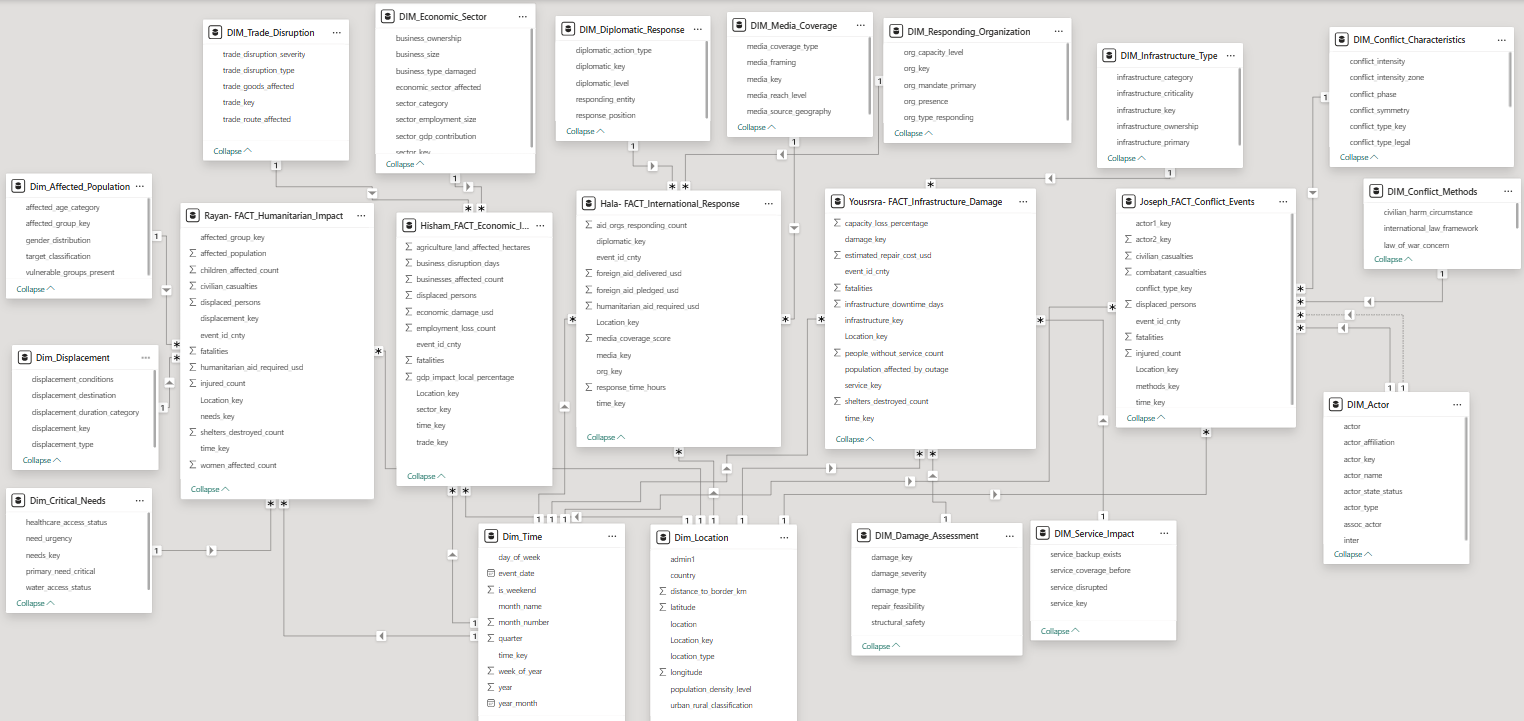 DIM_Trade_Disruption
trade_disruption_severity
trade_disruption_type
trade_goods_affected
trade_key
trade_route_affected
Collapse
DIM_Economic_Sector
business_ownership
business_size
business_type_damaged
economic_sector_affected
sector_category
sector_employment_size
sector_gdp_contribution
sector_key
Collapse
DIM_Diplomatic_Response
diplomatic_action_type
diplomatic_key
diplomatic_level
responding_entity
response_position
Collapse
DIM_Media_Coverage
media_coverage_type
media_framing
media_key
media_reach_level
media_source_geography
Collapse
DIM_Responding_Organization
org_capacity_level
org_key
org_mandate_primary
org_presence
org_type_responding
Collapse
DIM_Infrastructure_Type
infrastructure_category
infrastructure_criticality
infrastructure_key
infrastructure_ownership
infrastructure_primary
Collapse
DIM_Conflict_Characteristics
conflict_intensity
conflict_intensity_zone
conflict_phase
conflict_symmetry
conflict_type_key
conflict_type_legal
Collapse
Dim_Affected_Population
affected_age_category
affected_group_key
gender_distribution
target_classification
vulnerable_groups_present
Collapse
Rayan- FACT_Humanitarian_Impact
affected_group_key
affected_population
children_affected_count
civilian_casualties
displaced_persons
displacement_key
event_id_cnty
fatalities
humanitarian_aid_required_usd
injured_count
Location_key
needs_key
shelters_destroyed_count
time_key
women_affected_count
Collapse
Hisham_FACT_Economic_I...
agriculture_land_affected_hectares
business_disruption_days
businesses_affected_count
displaced_persons
economic_damage_usd
employment_loss_count
event_id_cnty
fatalities
gdp_impact_local_percentage
Location_key
sector_key
time_key
trade_key
Collapse
Hala- FACT_International_Response
aid_orgs_responding_count
diplomatic_key
event_id_cnty
foreign_aid_delivered_usd
foreign_aid_pledged_usd
humanitarian_aid_required_usd
Location_key
media_coverage_score
media_key
org_key
response_time_hours
time_key
Collapse
Yoursrsa- FACT_Infrastructure_Damage
capacity_loss_percentage
damage_key
estimated_repair_cost_usd
event_id_cnty
fatalities
infrastructure_downtime_days
infrastructure_key
Location_key
people_without_service_count
population_affected_by_outage
service_key
shelters_destroyed_count
time_key
Collapse
Joseph_FACT_Conflict_Events
actor1_key
actor2_key
civilian_casualties
combatant_casualties
conflict_type_key
displaced_persons
event_id_cnty
fatalities
injured_count
Location_key
methods_key
time_key
Collapse
DIM_Conflict_Methods
civilian_harm_circumstance
international_law_framework
law_of_war_concern
Collapse
Dim_Displacement
displacement_conditions
displacement_destination
displacement_duration_category
displacement_key
displacement_type
Collapse
DIM_Actor
actor
actor_affiliation
actor_key
actor_name
actor_state_status
actor_type
assoc_actor
inter
Collapse
Dim_Critical_Needs
healthcare_access_status
need_urgency
needs_key
primary_need_critical
water_access_status
Collapse
Dim_Time
day_of_week
event_date
is_weekend
month_name
month_number
quarter
time_key
week_of_year
year
year_month
Dim_Location
admin1
country
distance_to_border_km
latitude
location
Location_key
location_type
longitude
population_density_level
urban_rural_classification
DIM_Damage_Assessment
damage_key
damage_severity
damage_type
repair_feasibility
structural_safety
Collapse
DIM_Service_Impact
service_backup_exists
service_coverage_before
service_disrupted
service_key
Collapse